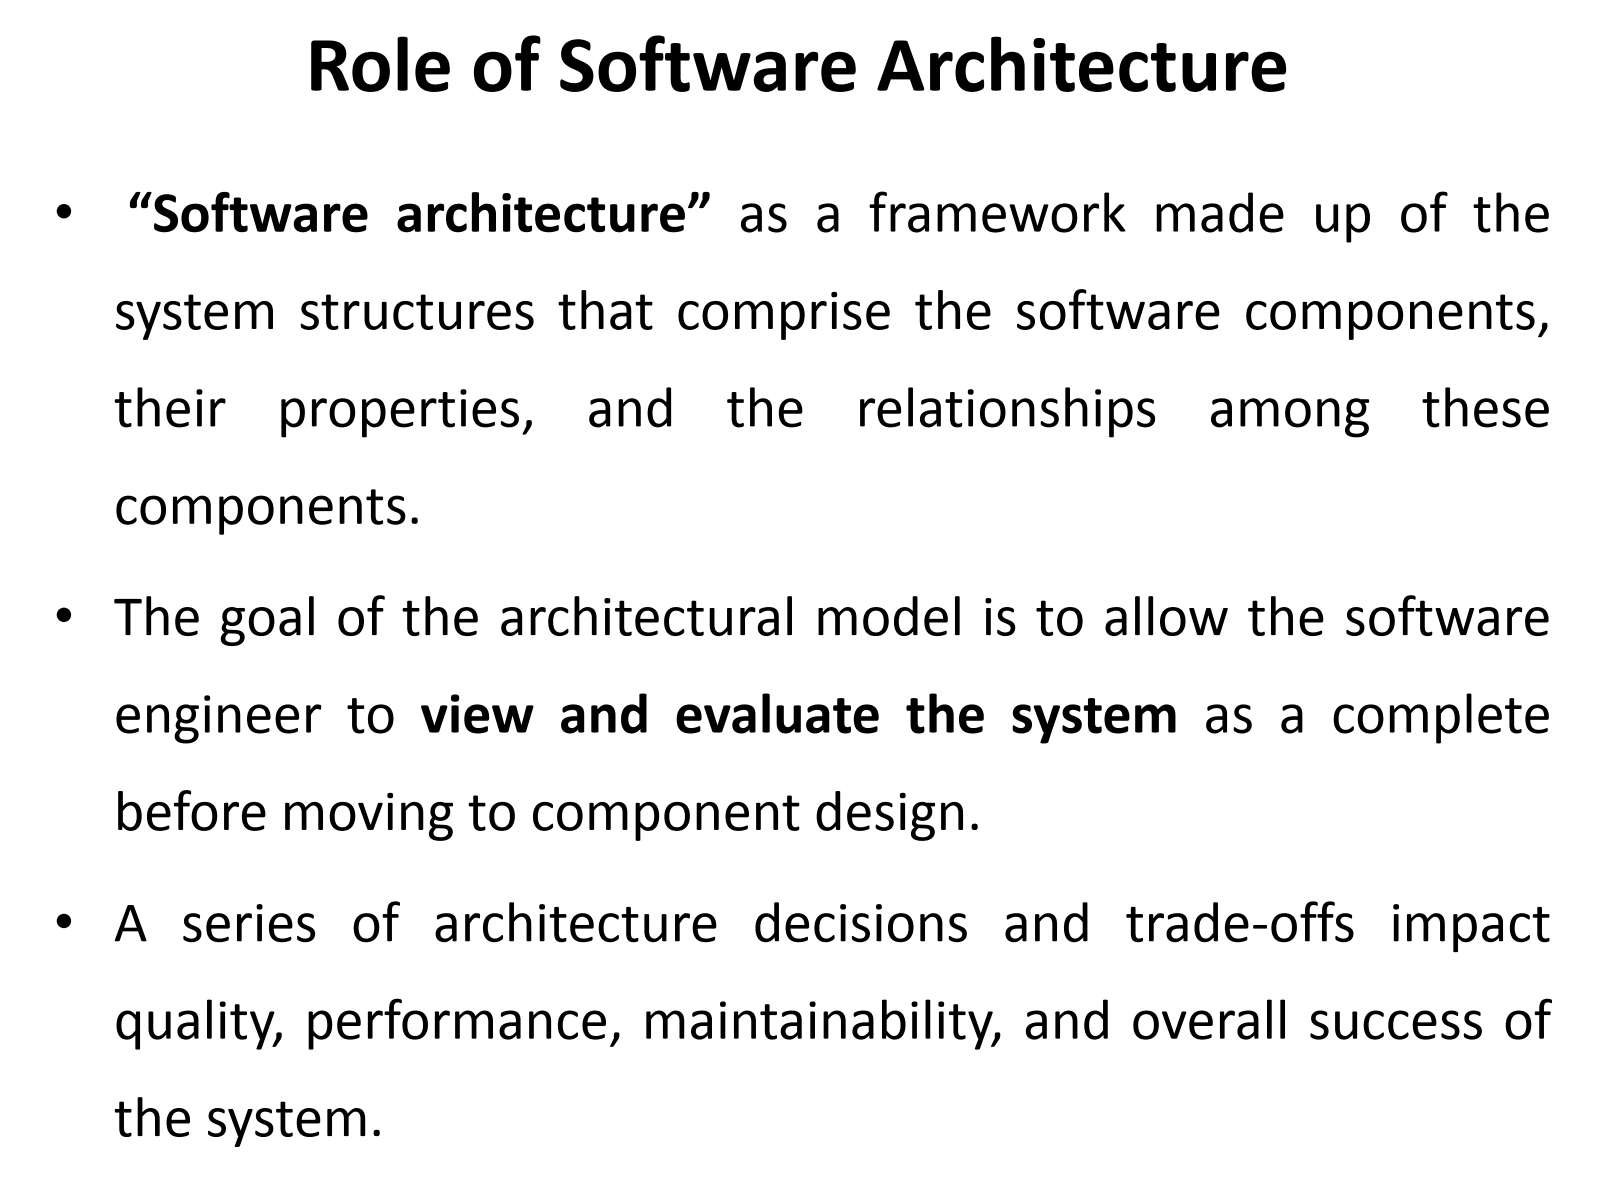 Role of Software Architecture
• “Software architecture” as a framework made up of the
system structures that comprise the software components,
their properties, and the relationships among these
components.
• The goal of the architectural model is to allow the software
engineer to view and evaluate the system as a complete
before moving to component design.
• A series of architecture decisions and trade-offs impact
quality, performance, maintainability, and overall success of
the system.